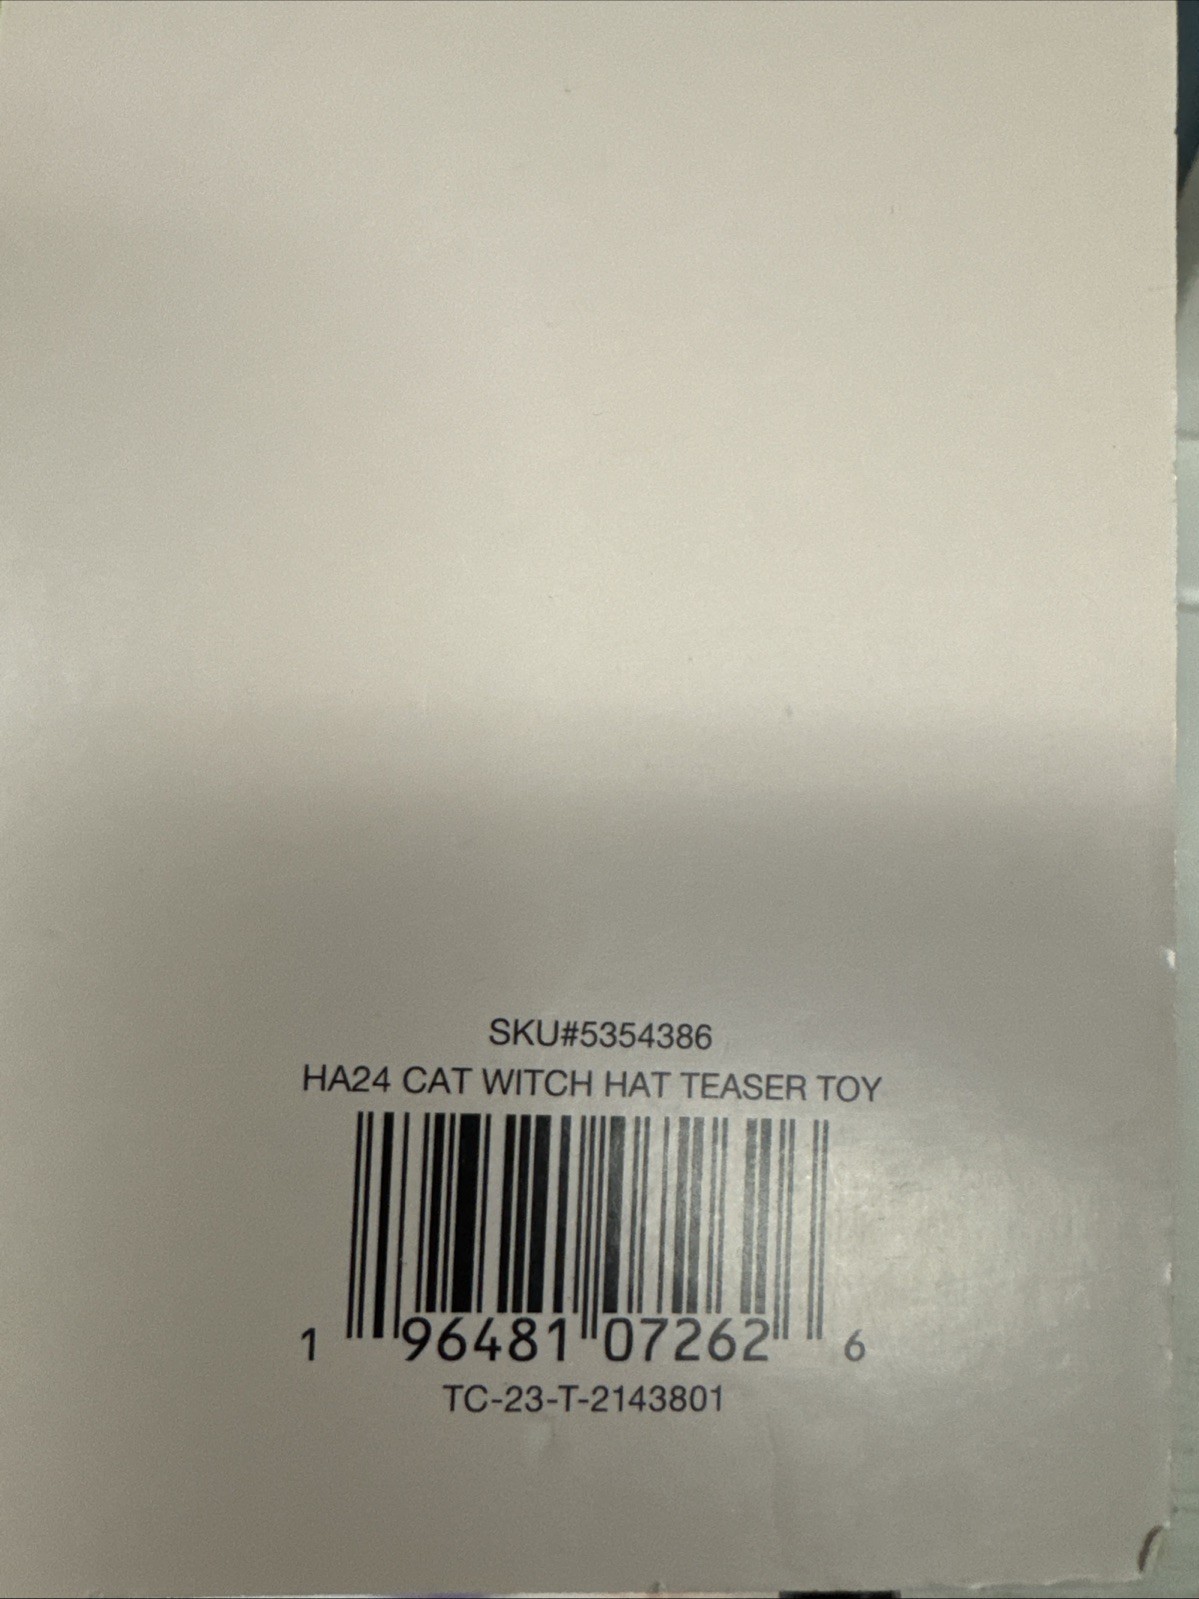 SKU#5354386
HA24 CAT WITCH HAT TEASER TOY
1 96481 07262 6
TC-23-T-2143801